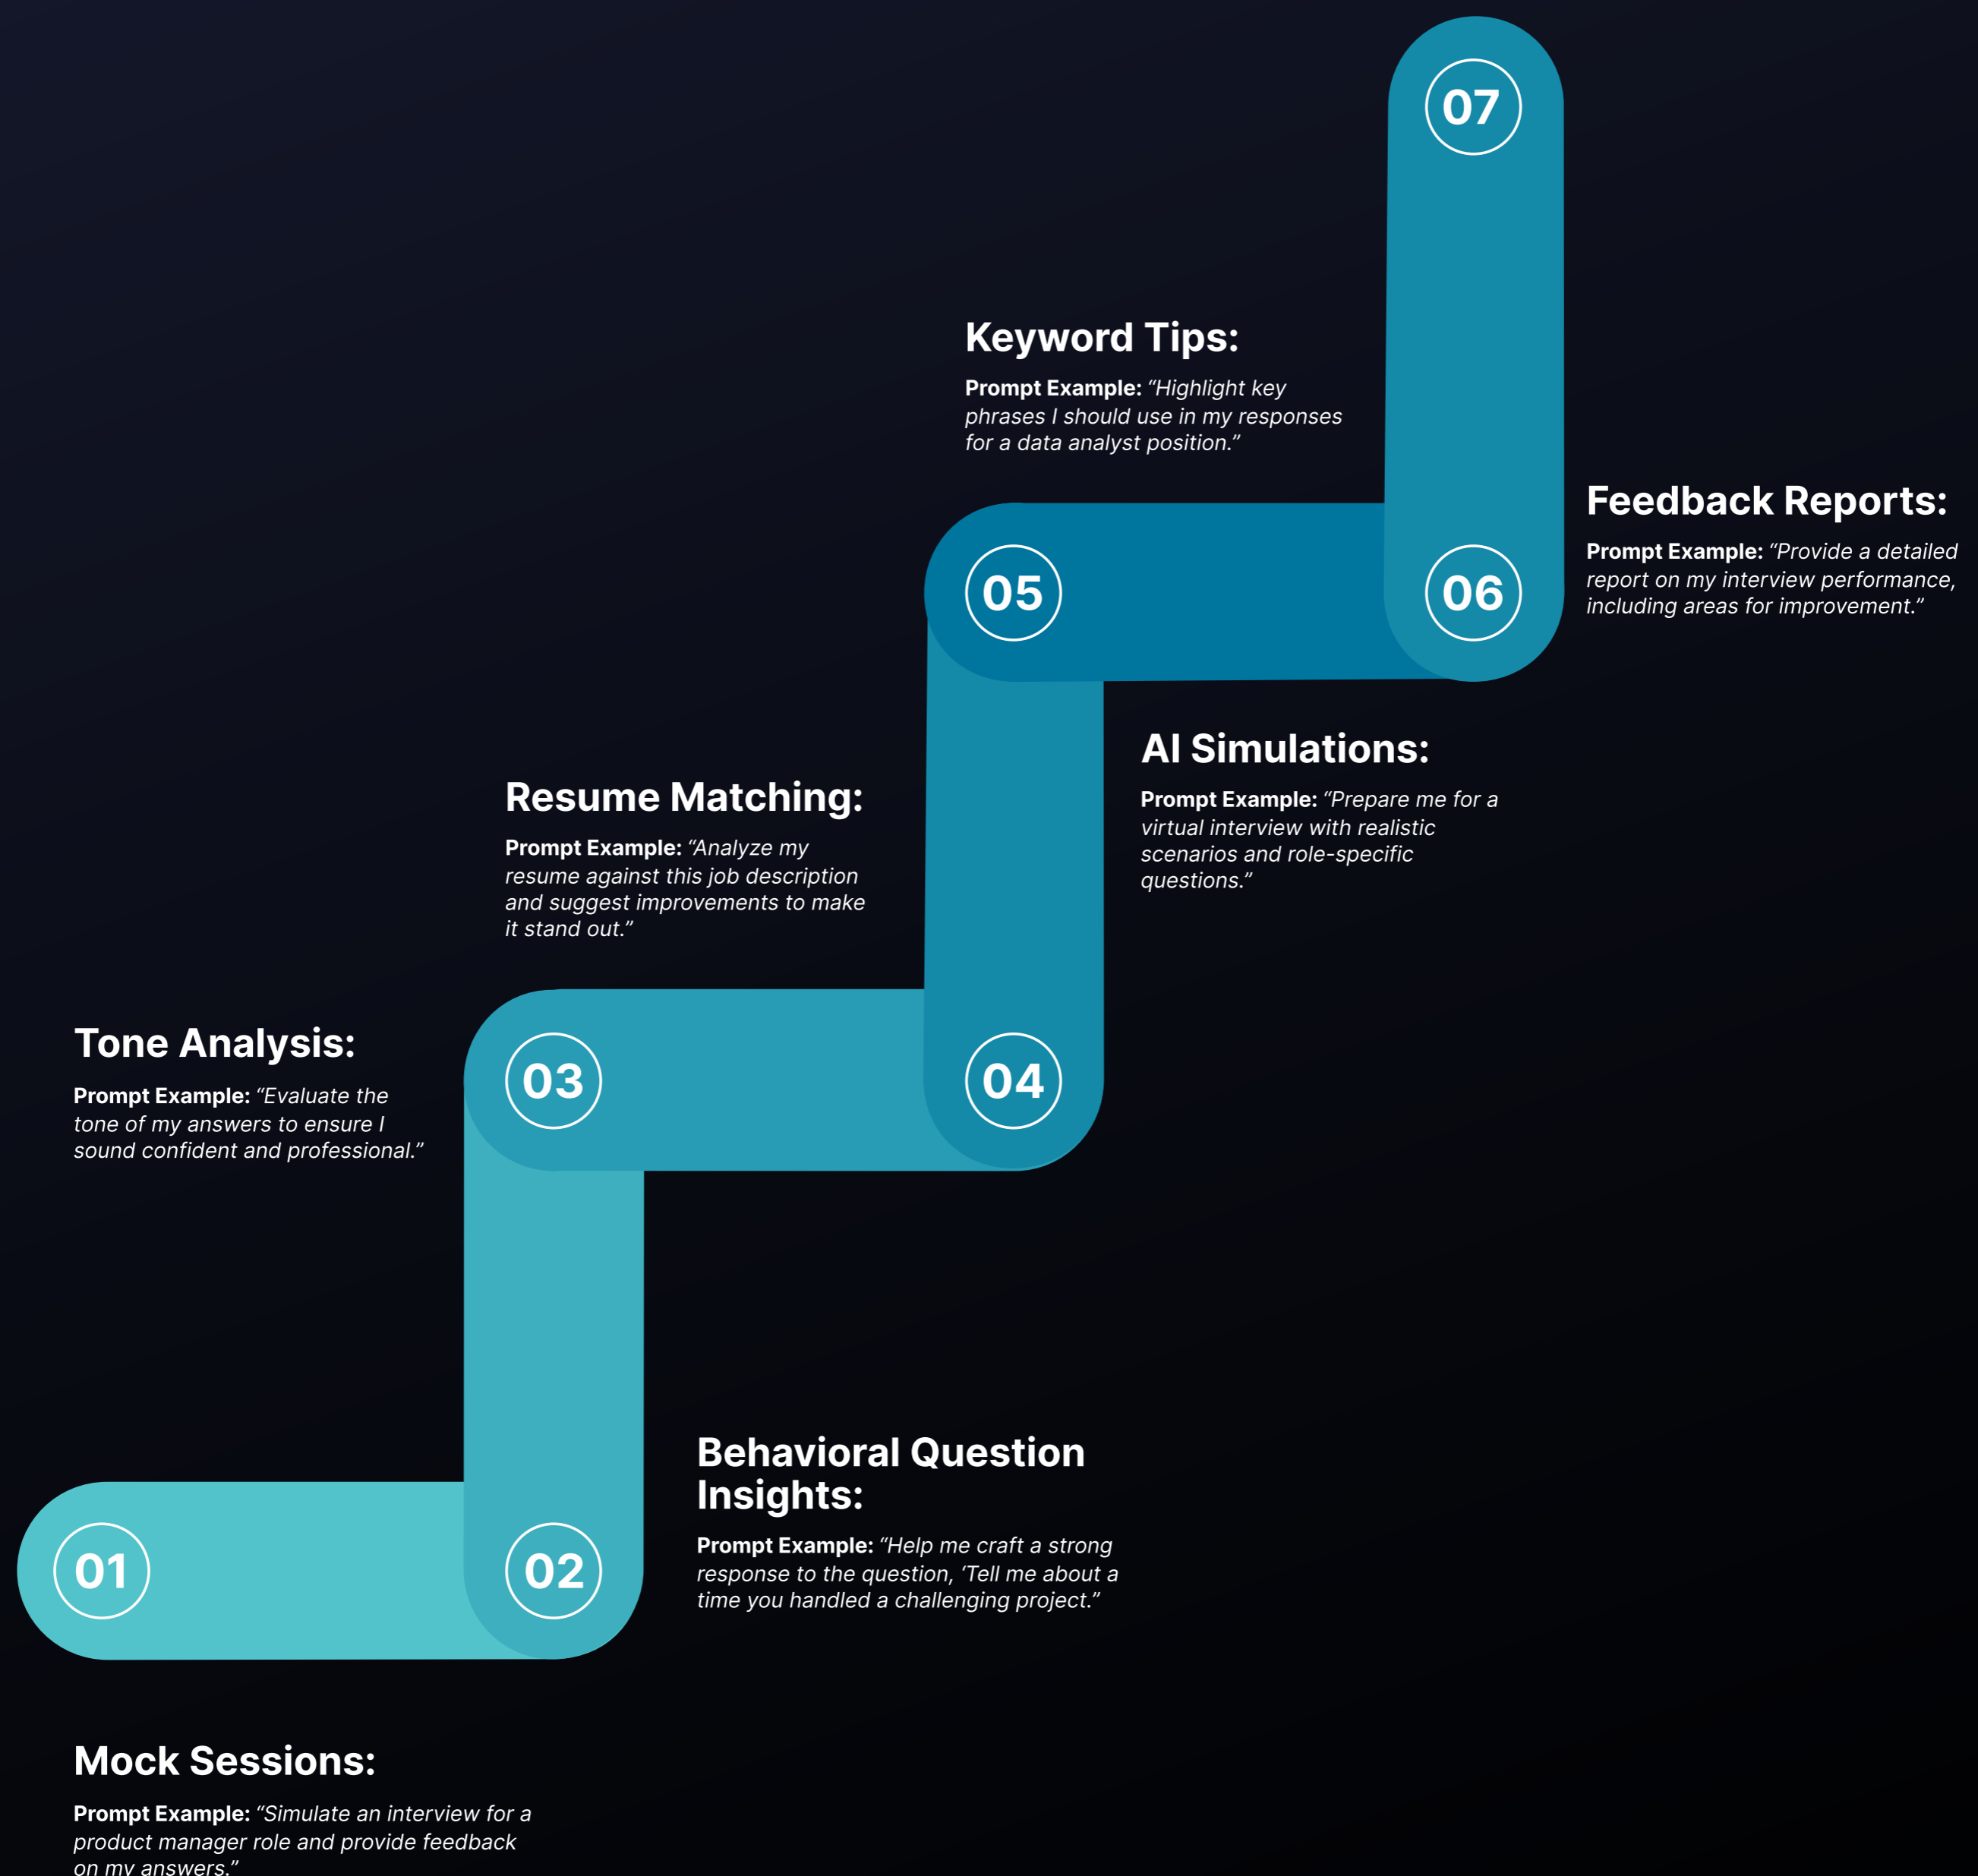 07
Keyword Tips:
Prompt Example: “Highlight key
phrases I should use in my responses
for a data analyst position.”
Feedback Reports:
Prompt Example: “Provide a detailed
report on my interview performance,
including areas for improvement.”
05
06
AI Simulations:
Prompt Example: “Prepare me for a
virtual interview with realistic
scenarios and role-specific
questions.”
Resume Matching:
Prompt Example: “Analyze my
resume against this job description
and suggest improvements to make
it stand out.”
Tone Analysis:
Prompt Example: “Evaluate the
tone of my answers to ensure I
sound confident and professional.”
03
04
Behavioral Question
Insights:
Prompt Example: “Help me craft a strong
response to the question, ‘Tell me about a
time you handled a challenging project.”
01
02
Mock Sessions:
Prompt Example: “Simulate an interview for a
product manager role and provide feedback
on my answers.”